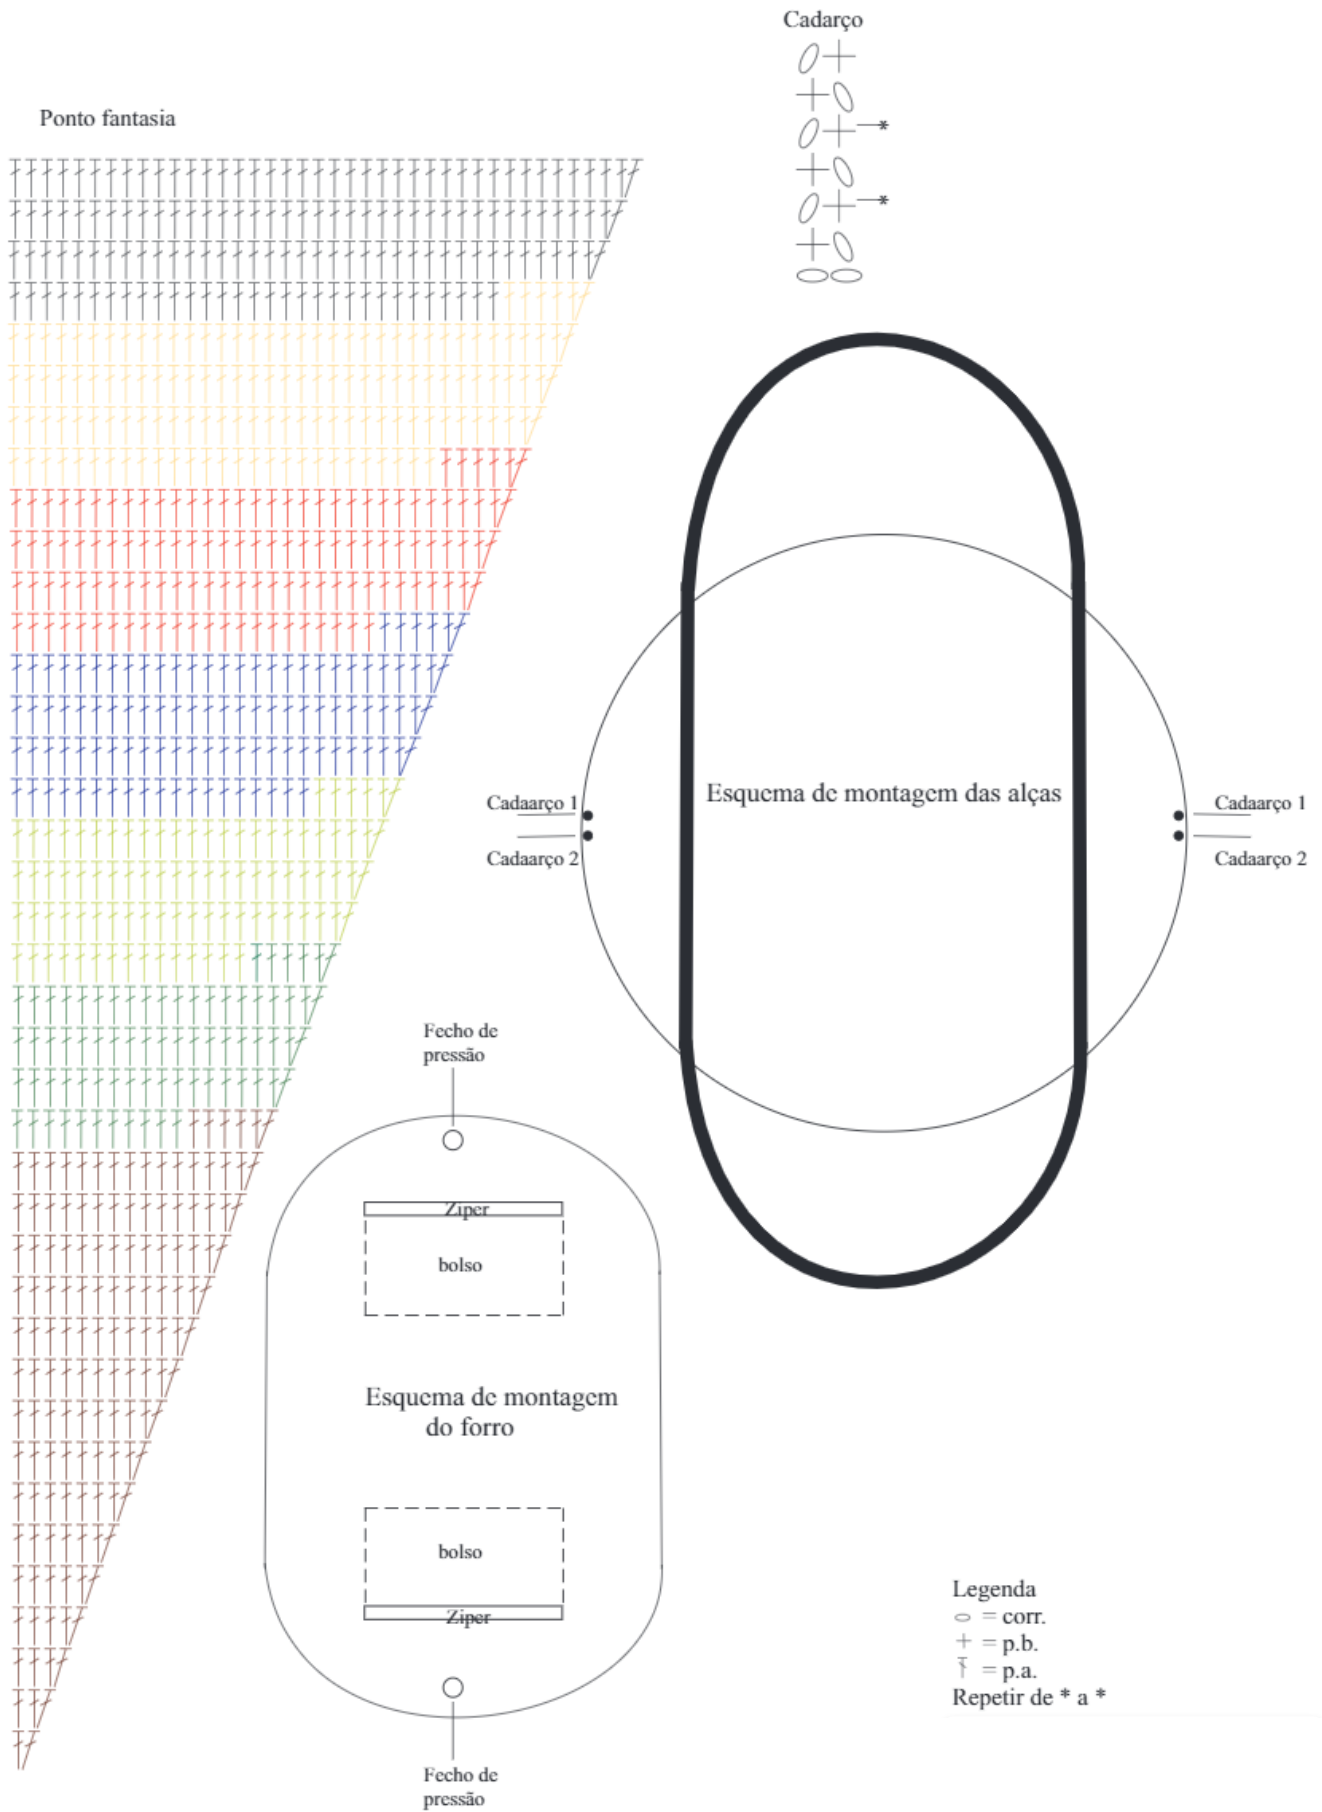 Cadarço
Ponto fantasia
Esquema de montagem das alças
Cadaarço 1
Cadaarço 2
Cadaarço 1
Cadaarço 2
Fecho de
pressão
Ziper
bolso
Esquema de montagem
do forro
bolso
Ziper
Fecho de
pressão
Legenda
= corr.
= p.b.
= p.a.
Repetir de * a *